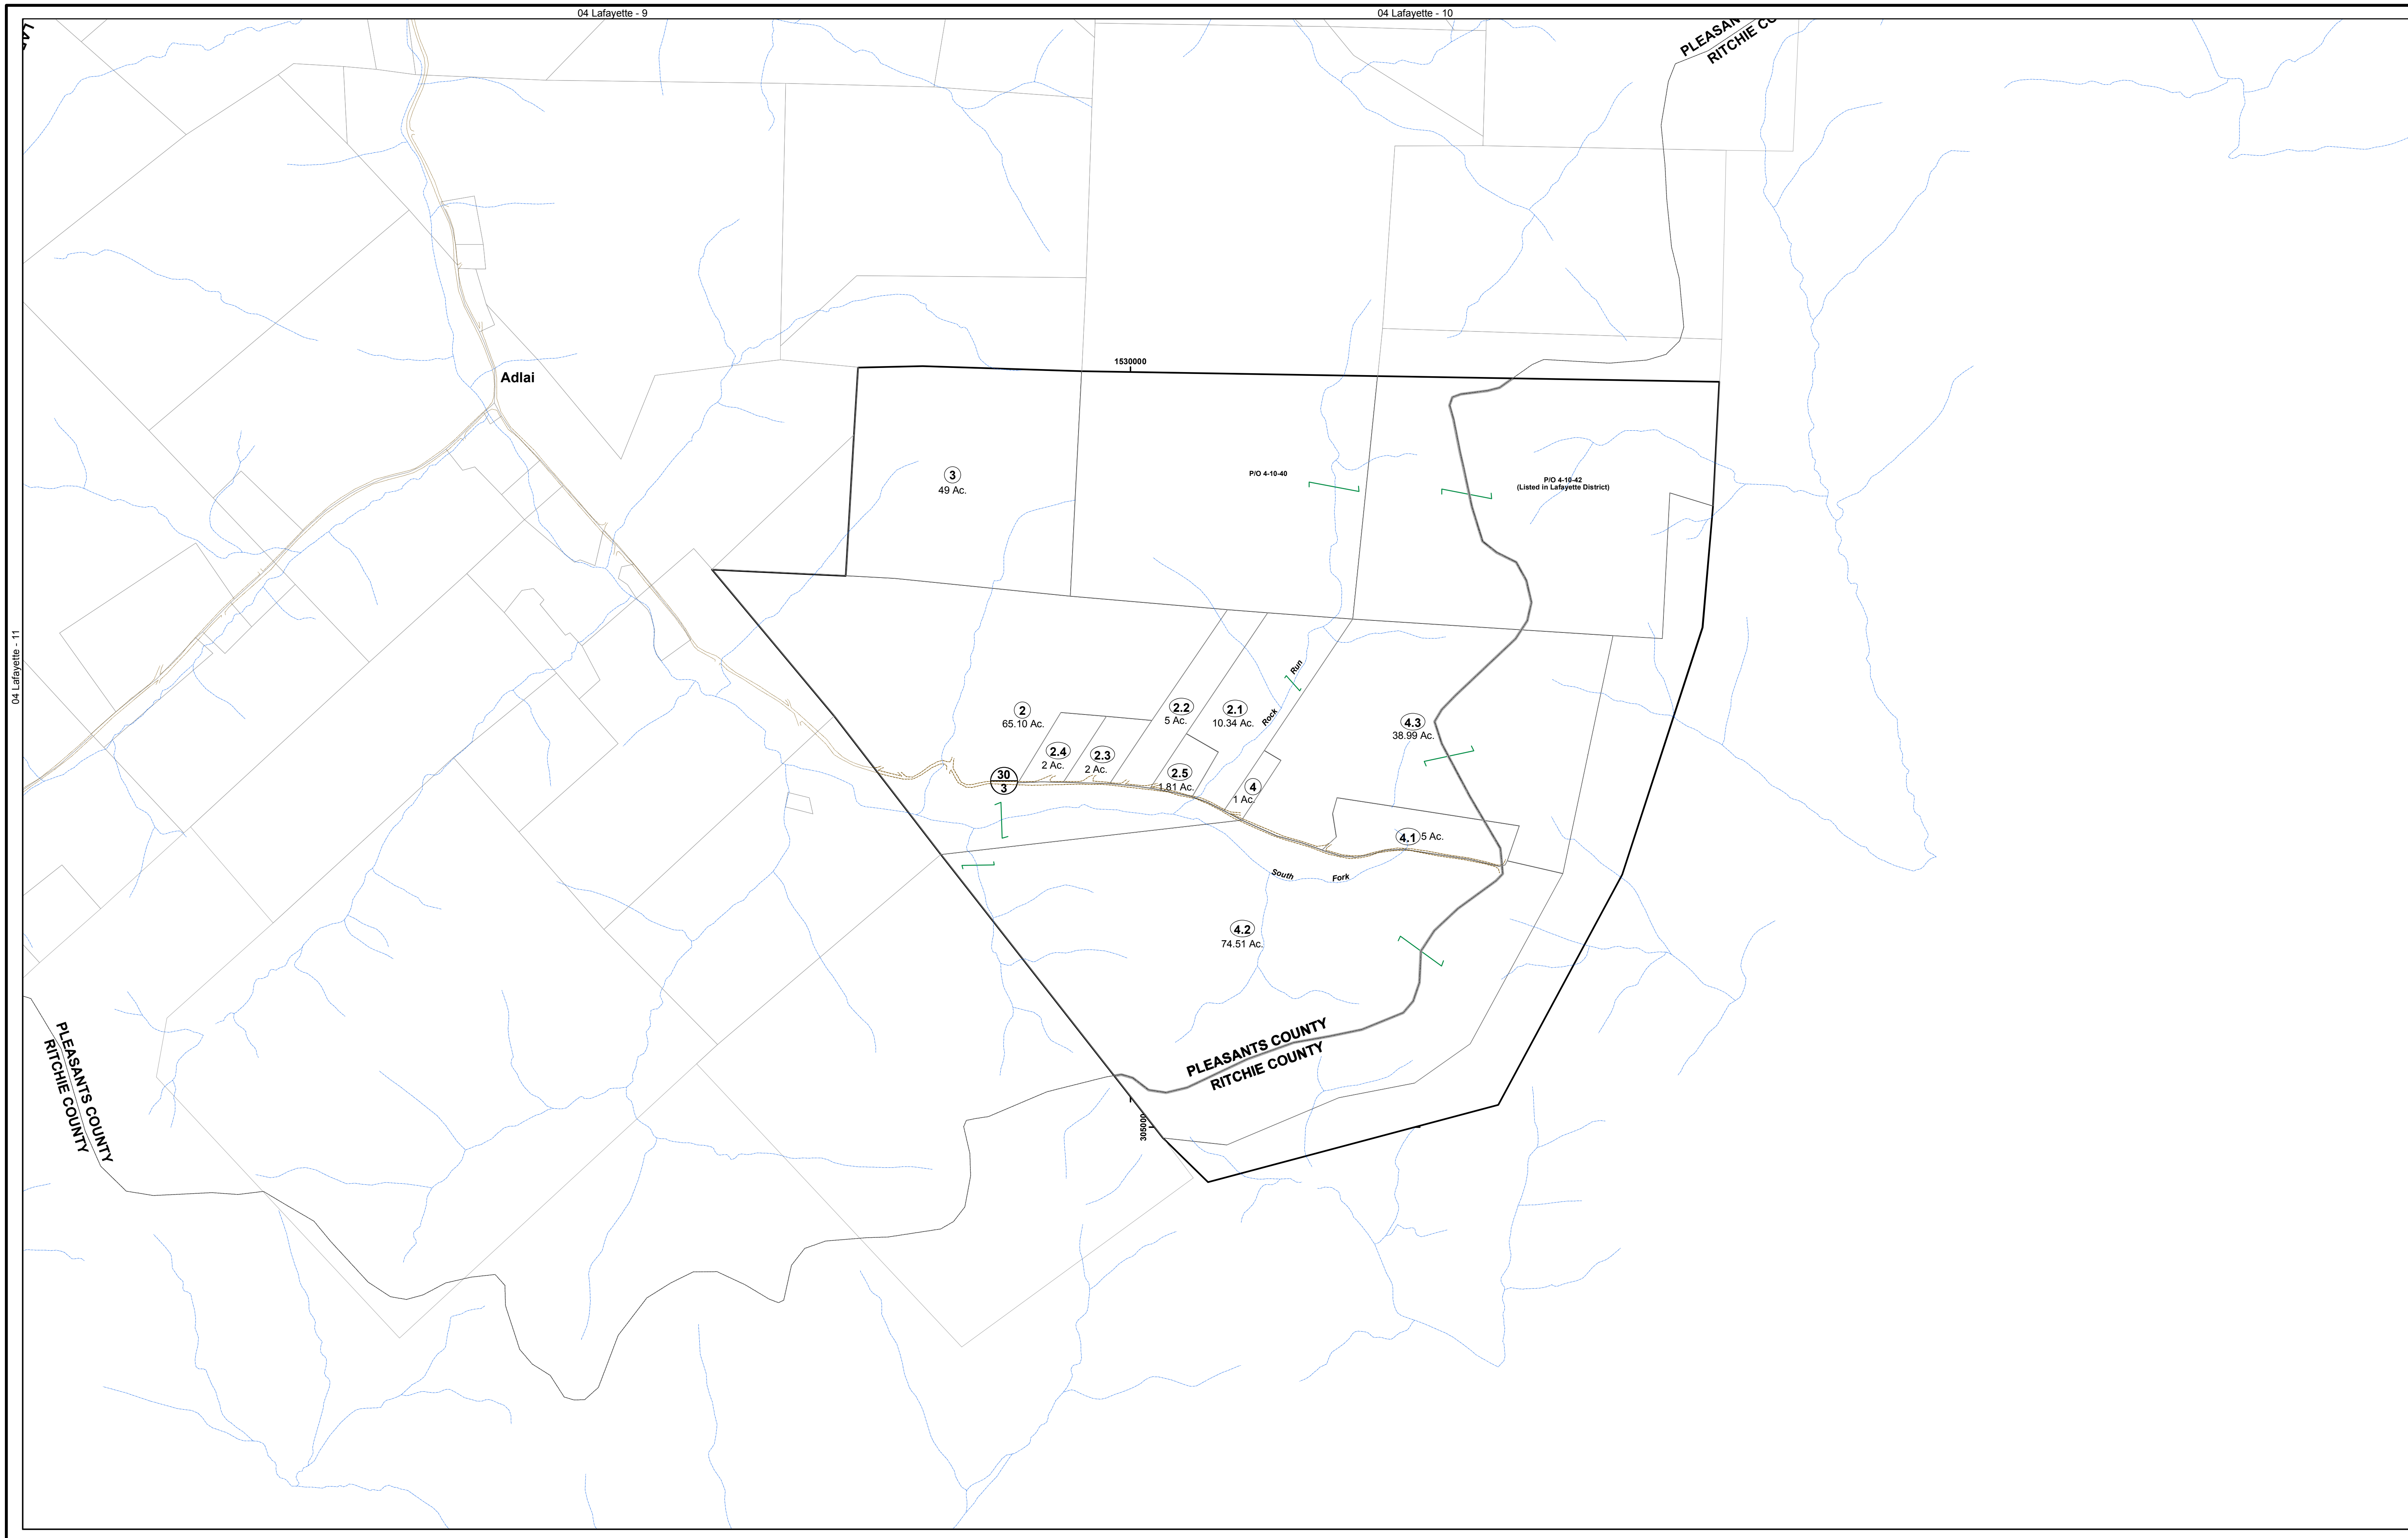 04 Lafayette - 9
04 Lafayette - 10
PLEASAN
RITCHIE CO
1530000
Adlai
3
49 Ac.
P/O 4-10-40
P/O 4-10-42
(Listed in Lafayette District)
04 Lafayette - 11
Run
Rock
2
65.10 Ac.
2.2
5 Ac.
2.1
10.34 Ac.
4.3
38.99 Ac.
2.4
2 Ac.
2.3
2 Ac.
2.5
1.81 Ac.
30
3
4
1 Ac.
4.1 5 Ac.
South Fork
4.2
74.51 Ac.
PLEASANTS COUNTY
RITCHIE COUNTY
PLEASANTS COUNTY
RITCHIE COUNTY
305000